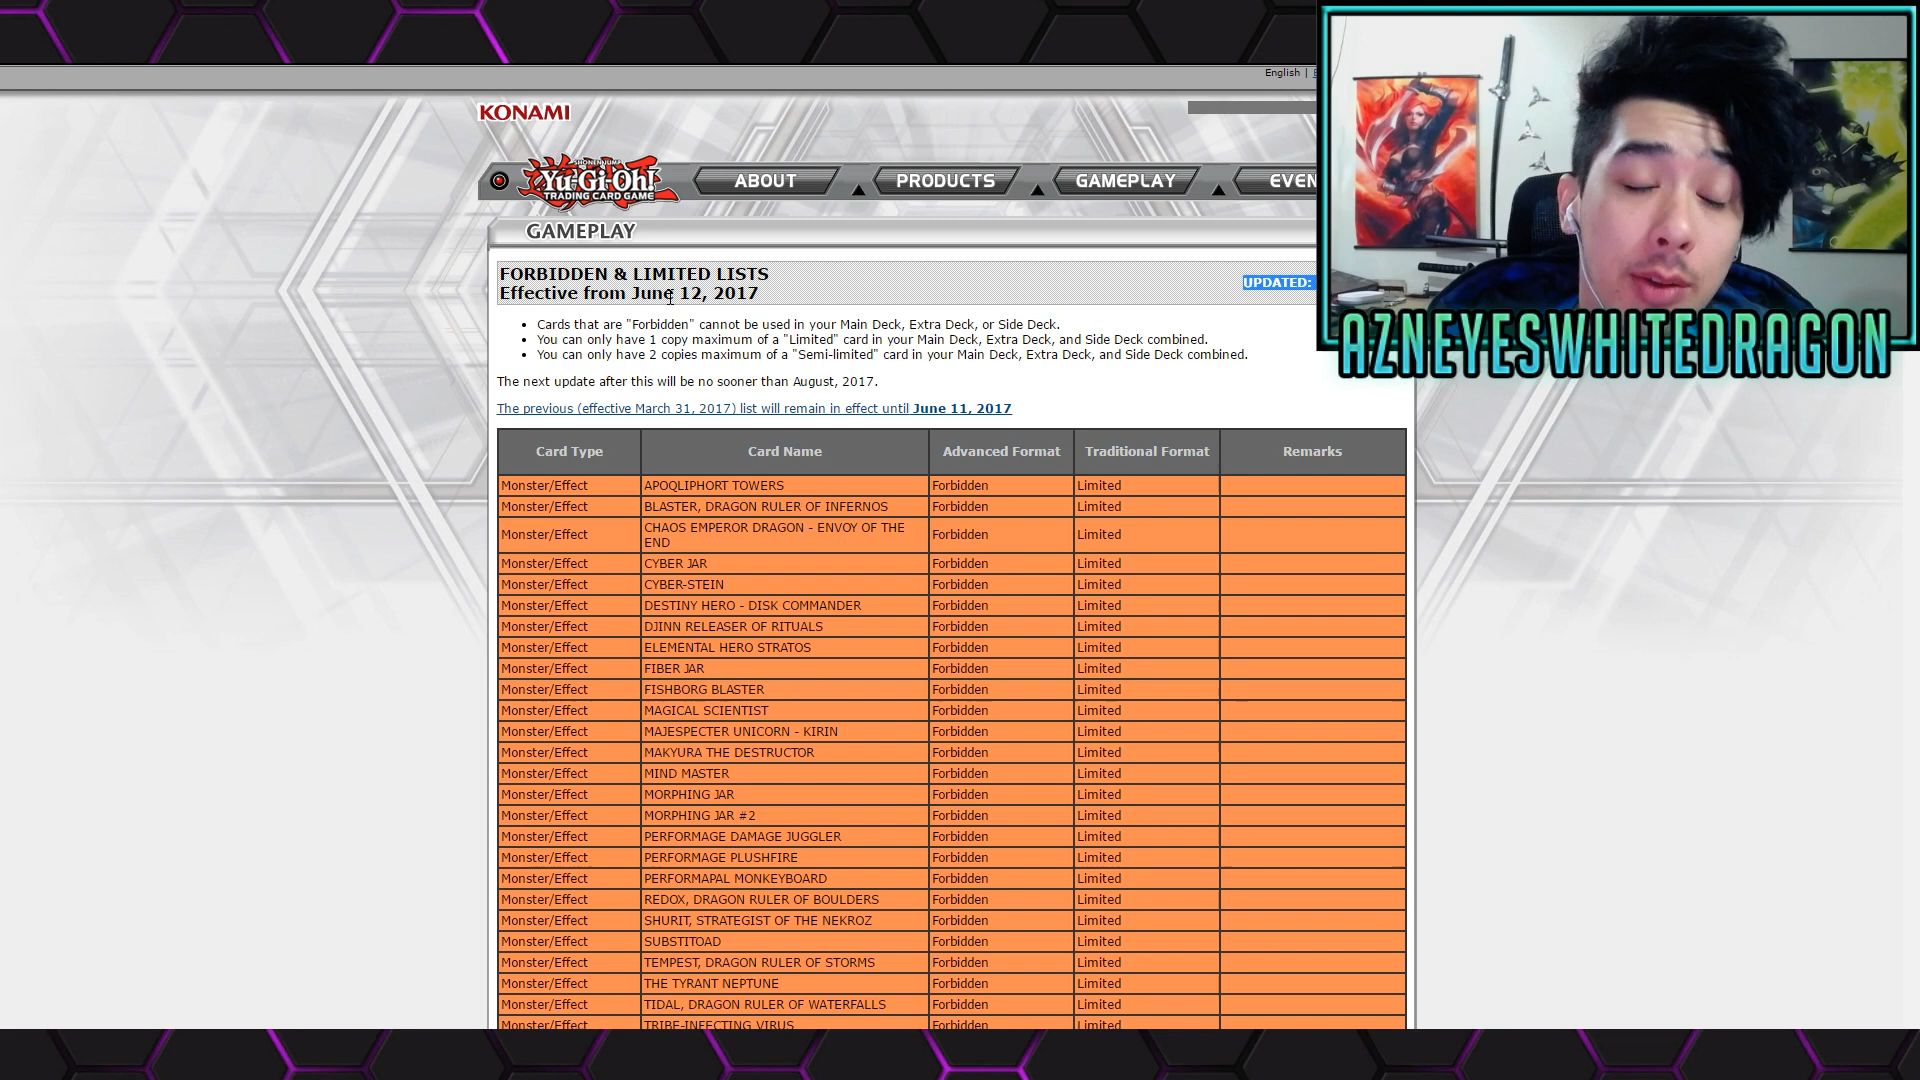 English |
KONAMI
SHONEN JUMP
Yu-Gi-Oh!
TRADING CARD GAME
ABOUT
PRODUCTS
GAMEPLAY
EVEN
GAMEPLAY
FORBIDDEN & LIMITED LISTS
Effective from June 12, 2017
UPDATED:
Cards that are "Forbidden" cannot be used in your Main Deck, Extra Deck, or Side Deck.
You can only have 1 copy maximum of a "Limited" card in your Main Deck, Extra Deck, and Side Deck combined.
You can only have 2 copies maximum of a "Semi-limited" card in your Main Deck, Extra Deck, and Side Deck combined.
AZNEYESWHITEDRAGON
The next update after this will be no sooner than August, 2017.
The previous (effective March 31, 2017) list will remain in effect until June 11, 2017
Card Type Card Name Advanced Format Traditional Format Remarks
Monster/Effect APOQLIPHORT TOWERS Forbidden Limited
Monster/Effect BLASTER, DRAGON RULER OF INFERNOS Forbidden Limited
Monster/Effect CHAOS EMPEROR DRAGON - ENVOY OF THE Forbidden Limited
END
Monster/Effect CYBER JAR Forbidden Limited
Monster/Effect CYBER-STEIN Forbidden Limited
Monster/Effect DESTINY HERO - DISK COMMANDER Forbidden Limited
Monster/Effect DJINN RELEASER OF RITUALS Forbidden Limited
Monster/Effect ELEMENTAL HERO STRATOS Forbidden Limited
Monster/Effect FIBER JAR Forbidden Limited
Monster/Effect FISHBORG BLASTER Forbidden Limited
Monster/Effect MAGICAL SCIENTIST Forbidden Limited
Monster/Effect MAJESPECTER UNICORN - KIRIN Forbidden Limited
Monster/Effect MAKYURA THE DESTRUCTOR Forbidden Limited
Monster/Effect MIND MASTER Forbidden Limited
Monster/Effect MORPHING JAR Forbidden Limited
Monster/Effect MORPHING JAR #2 Forbidden Limited
Monster/Effect PERFORMAGE DAMAGE JUGGLER Forbidden Limited
Monster/Effect PERFORMAGE PLUSHFIRE Forbidden Limited
Monster/Effect PERFORMAPAL MONKEYBOARD Forbidden Limited
Monster/Effect REDOX, DRAGON RULER OF BOULDERS Forbidden Limited
Monster/Effect SHURIT, STRATEGIST OF THE NEKROZ Forbidden Limited
Monster/Effect SUBSTITOAD Forbidden Limited
Monster/Effect TEMPEST, DRAGON RULER OF STORMS Forbidden Limited
Monster/Effect THE TYRANT NEPTUNE Forbidden Limited
Monster/Effect TIDAL, DRAGON RULER OF WATERFALLS Forbidden Limited
Monster/Effect TRIBE-INFECTING VIRUS Forbidden Limited